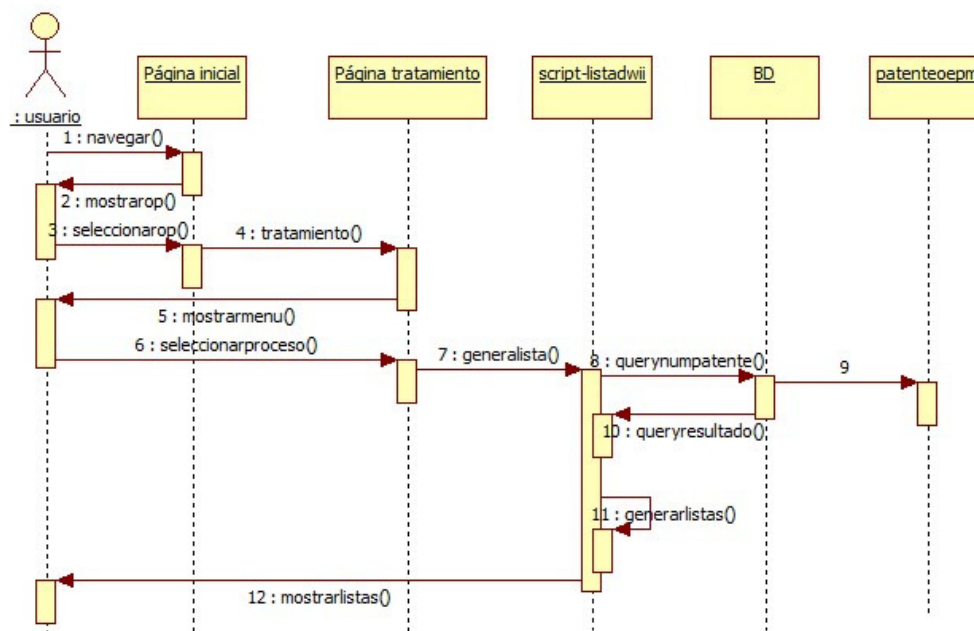 Página inicial
Página tratamiento
script-listadwii
BD
patenteoepm
: usuario
1 : navegar()
2 : mostrarop()
3 : seleccionarop()
4 : tratamiento()
5 : mostrarmenu()
6 : seleccionarproceso()
7 : generalista()
8 : querynumpatente()
9
10 : queryresultado()
11 : generarlistas()
12 : mostrarlistas()